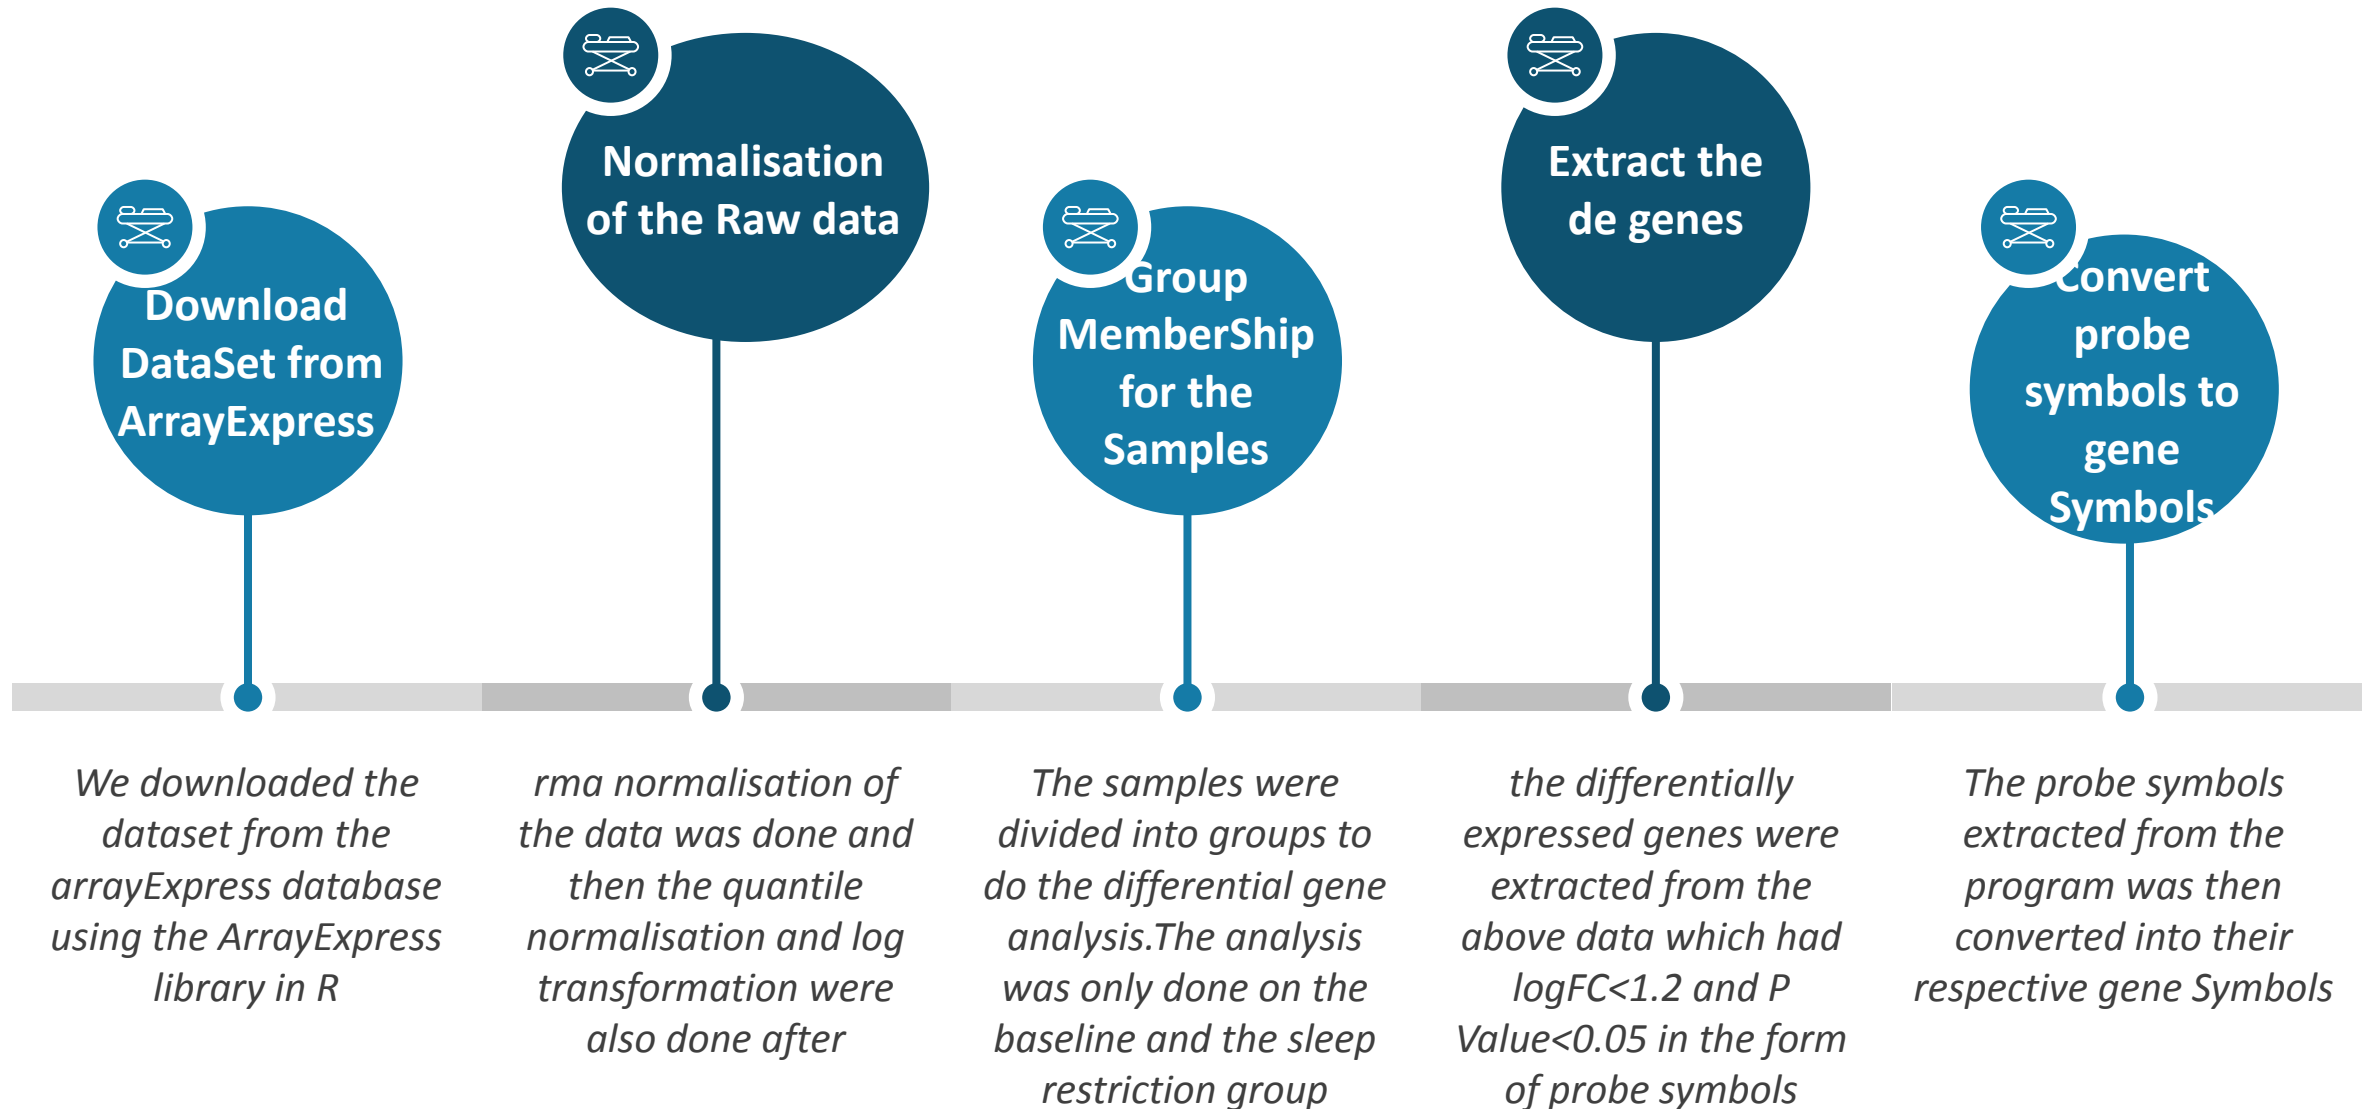 Download
DataSet from
ArrayExpress
Normalisation
of the Raw data
Group
MemberShip
for the
Samples
Extract the
de genes
Convert
probe
symbols to
gene
Symbols
We downloaded the
dataset from the
arrayExpress database
using the ArrayExpress
library in R
rma normalisation of
the data was done and
then the quantile
normalisation and log
transformation were
also done after
The samples were
divided into groups to
do the differential gene
analysis.The analysis
was only done on the
baseline and the sleep
restriction group
the differentially
expressed genes were
extracted from the
above data which had
logFC<1.2 and P
Value<0.05 in the form
of probe symbols
The probe symbols
extracted from the
program was then
converted into their
respective gene Symbols